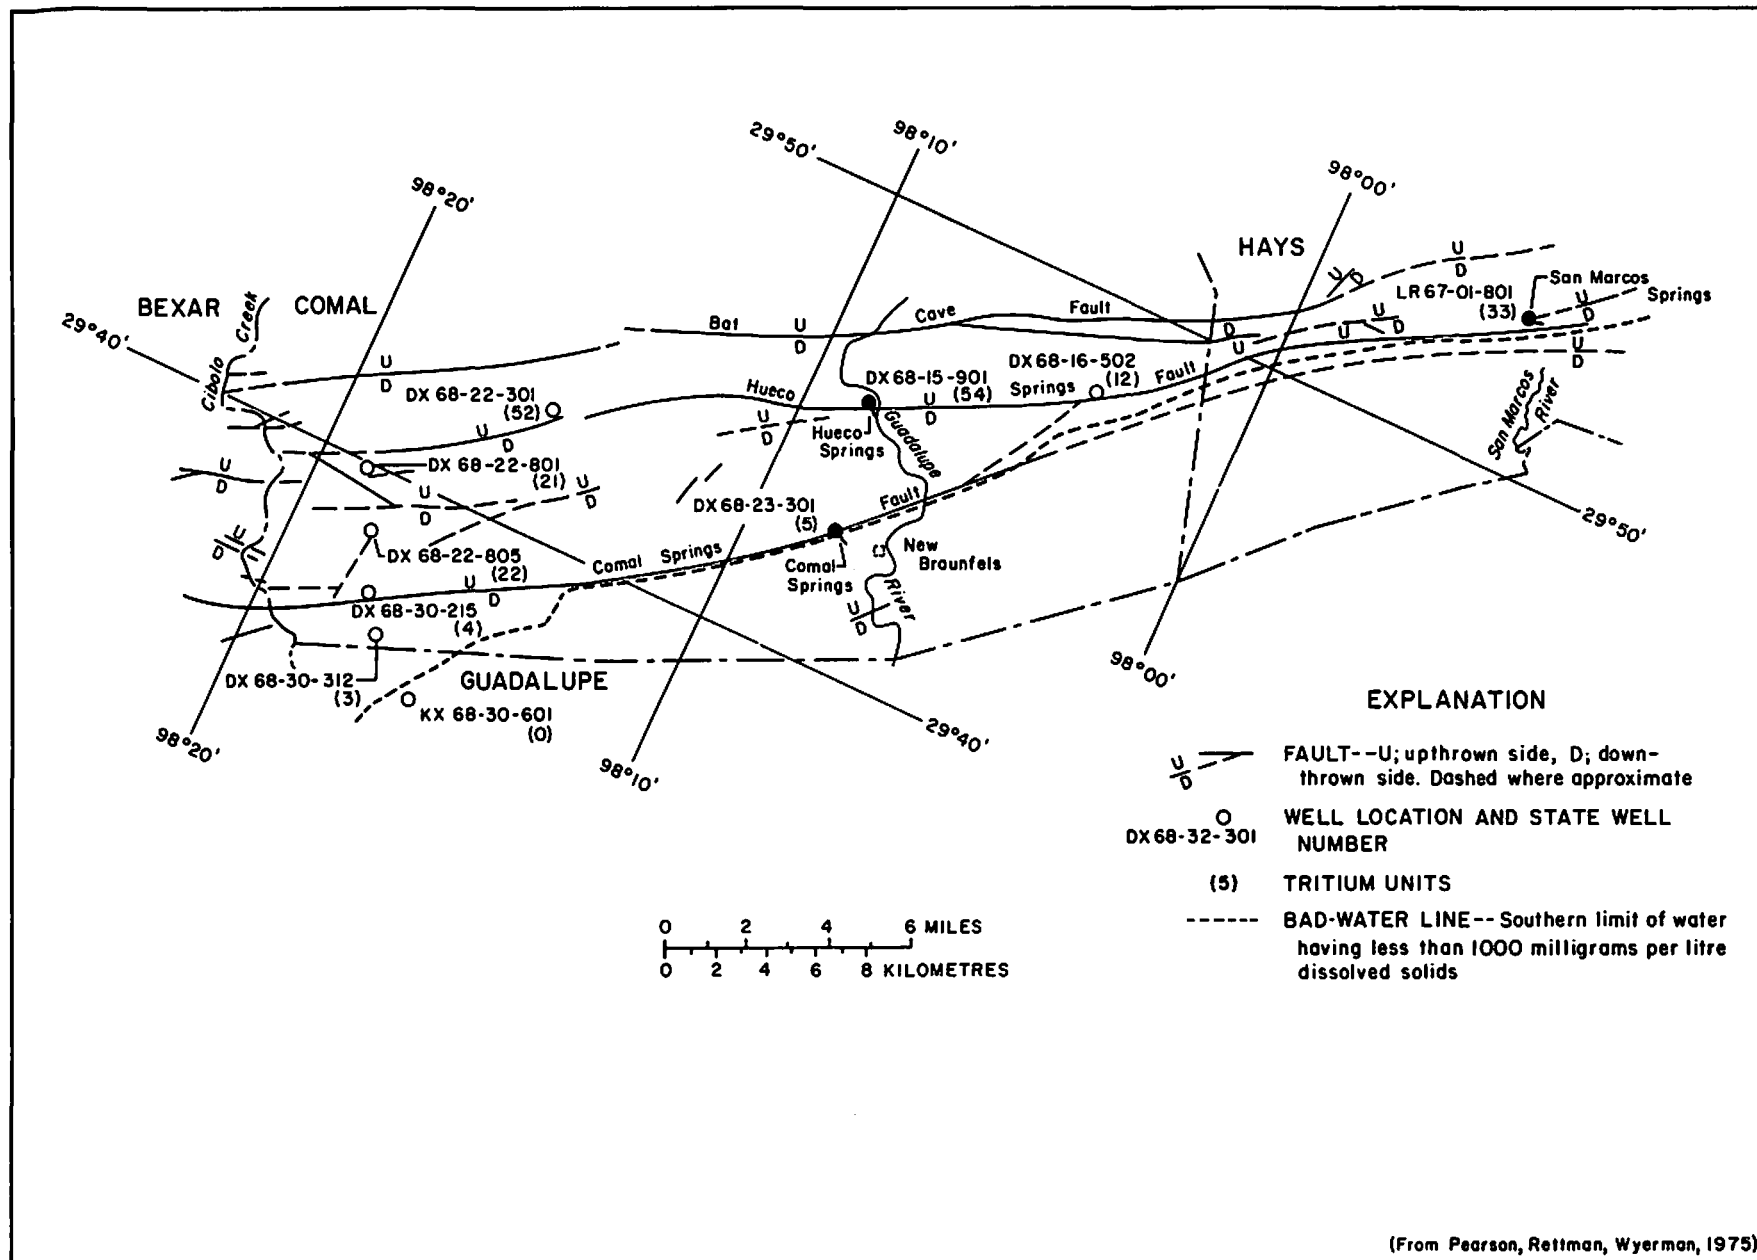 29°50'
98°10'
98°20'
98°00'
HAYS
BEXAR
COMAL
Cibolo Creek
29°40'
U
D
Bat
U
D
Cave
Fault
U
D
U
D
LR 67-01-801
(33)
San Marcos
Springs
U
D
D
U
U
U
D
U
D
U
D
DX 68-22-301
(52)
Hueco
DX 68-15-901
(54)
DX 68-16-502
(12)
Springs
Fault
U
D
U
D
U
D
Hueco
Springs
Guadalupe
River
San Marcos
River
U
D
DX 68-22-801
(21)
U
D
U
D
DX 68-23-301
(5)
Fault
29°50'
U
D
DX 68-22-805
(22)
Comal
Springs
Comal
Springs
New
Braunfels
U
D
DX 68-30-215
(4)
U
D
DX 68-30-312
(3)
GUADALUPE
KX 68-30-601
(0)
98°20'
98°10'
29°40'
98°00'
EXPLANATION
U
D
FAULT--U; upthrown side, D; down-
thrown side. Dashed where approximate
DX 68-32-301
WELL LOCATION AND STATE WELL
NUMBER
(5)
TRITIUM UNITS
BAD-WATER LINE-- Southern limit of water
having less than 1000 milligrams per litre
dissolved solids
0 2 4 6 MILES
0 2 4 6 8 KILOMETRES
(From Pearson, Rettman, Wyerman, 1975)